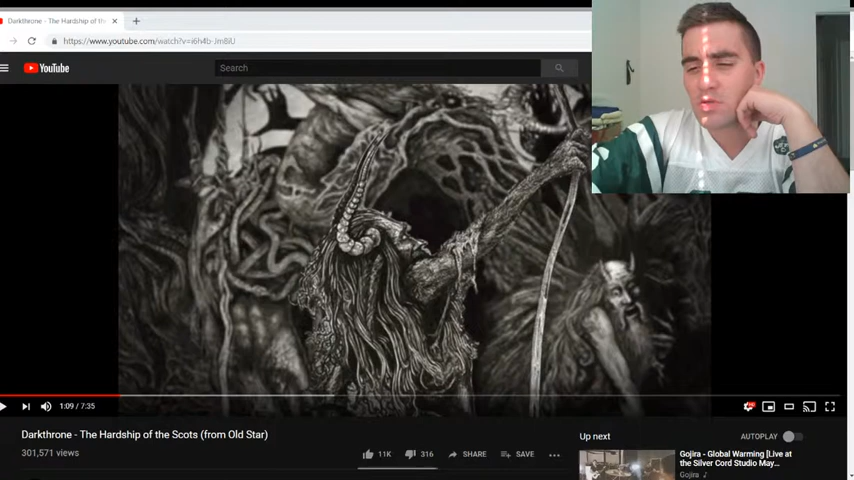 Darkthrone - The Hardship of the
https://www.youtube.com/watch?v=i6h4b-Jm8iU
YouTube
Search
1:09 / 7:35
Darkthrone - The Hardship of the Scots (from Old Star)
301,571 views
11K
316
SHARE
SAVE
Up next
AUTOPLAY
Gojira - Global Warming [Live at
the Silver Cord Studio May...
Gojira